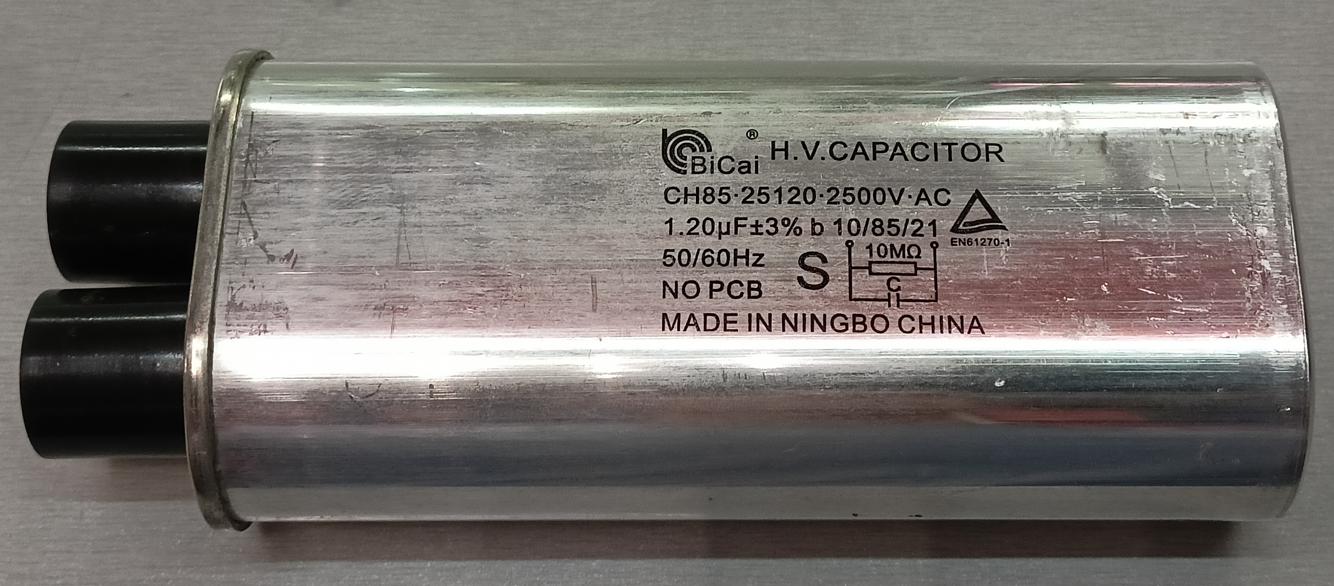 BiCai ® H.V.CAPACITOR
CH85·25120·2500V·AC
1.20μF±3% b 10/85/21
EN61270-1
50/60Hz S 10MΩ
C
NO PCB
MADE IN NINGBO CHINA